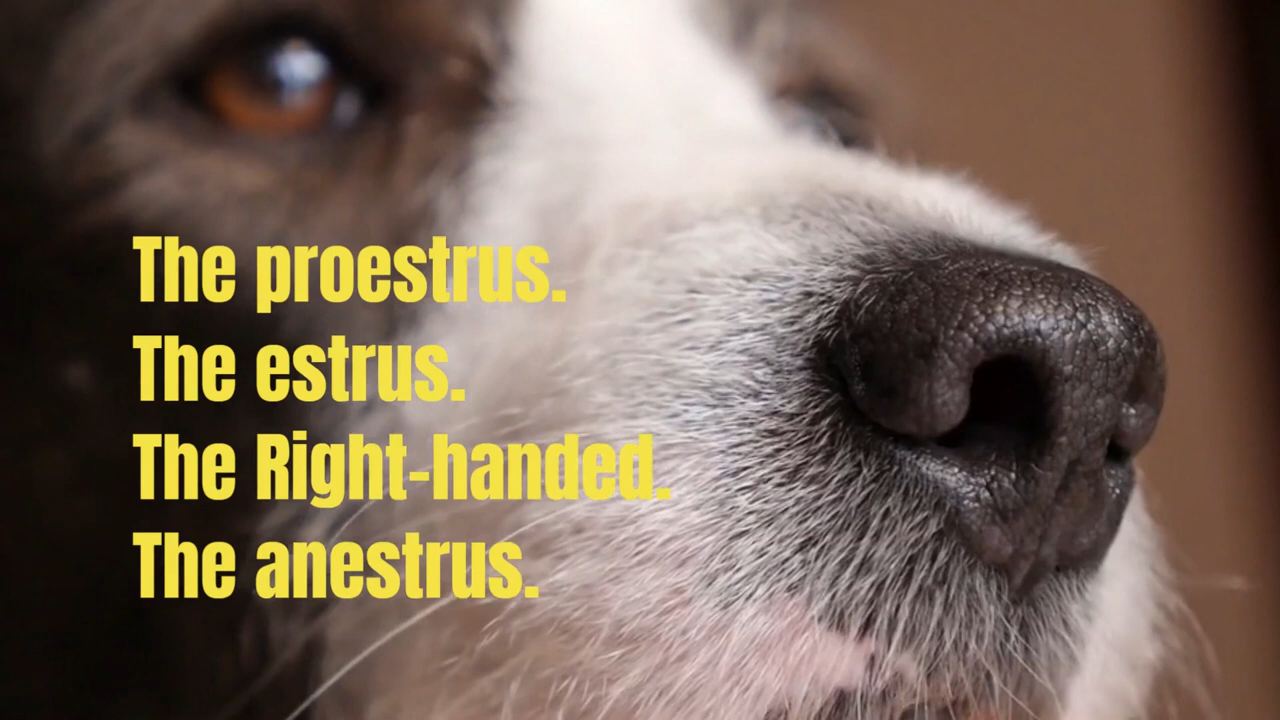 The proestrus.
The estrus.
The Right-handed.
The anestrus.